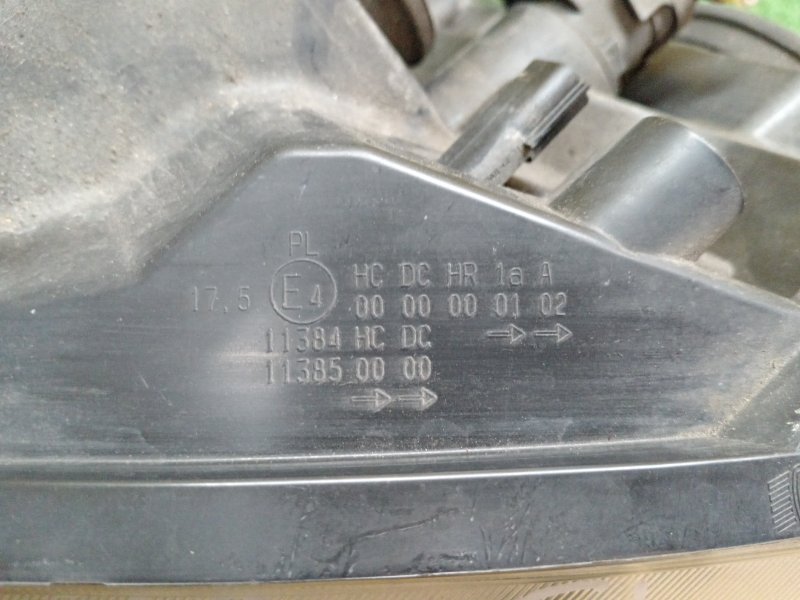 PL
17,5 E4 HC DC HR 1a A
00 00 00 01 02
11384 HC DC →→
11385 00 00
→→